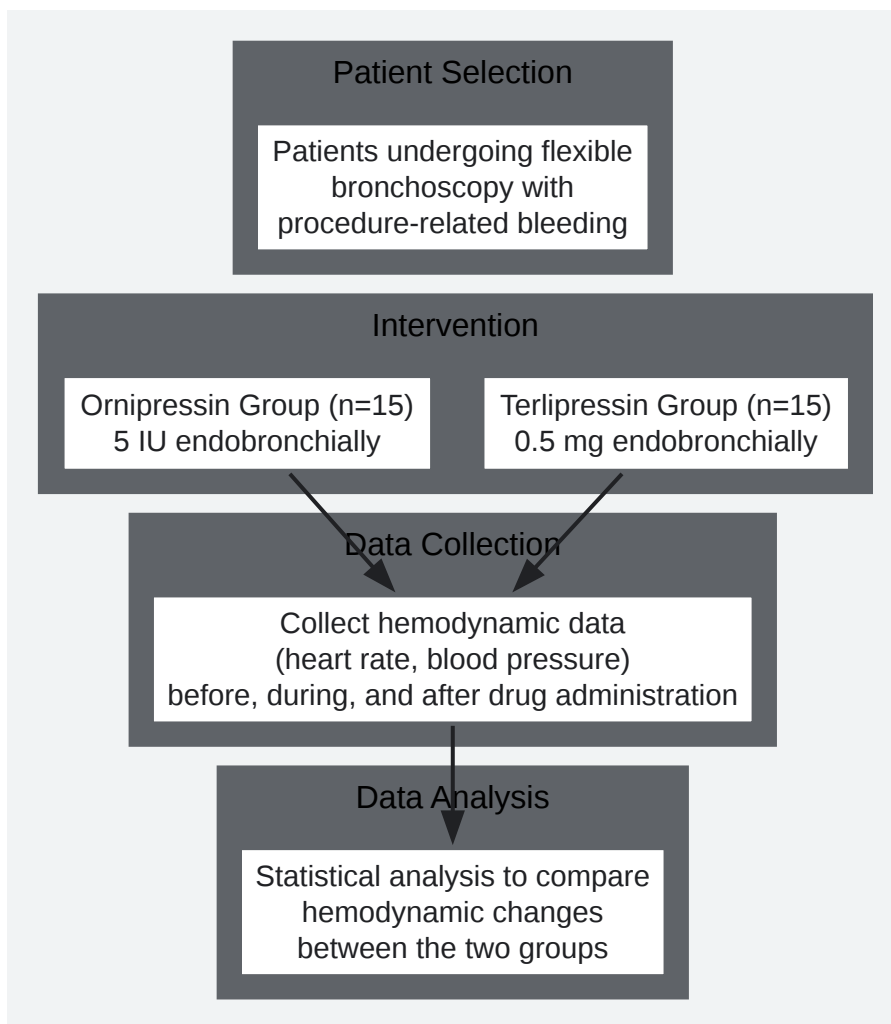 Patient Selection
Patients undergoing flexible
bronchoscopy with
procedure-related bleeding
Intervention
Ornipressin Group (n=15)
5 IU endobronchially
Terlipressin Group (n=15)
0.5 mg endobronchially
Data Collection
Collect hemodynamic data
(heart rate, blood pressure)
before, during, and after drug administration
Data Analysis
Statistical analysis to compare
hemodynamic changes
between the two groups